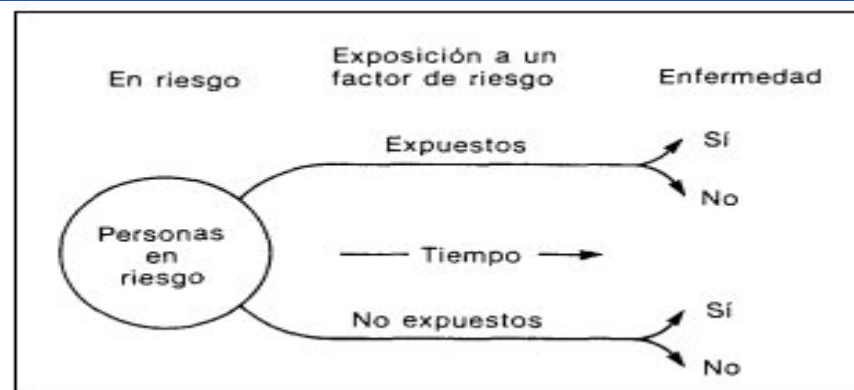 En riesgo
Exposición a un
factor de riesgo
Enfermedad
Expuestos
Sí
No
Personas
en
riesgo
Tiempo
No expuestos
Sí
No